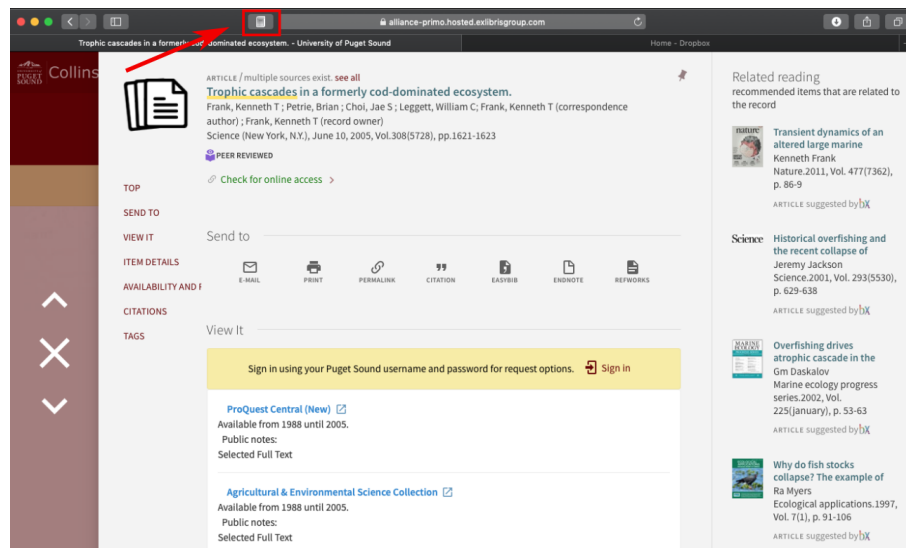 alliance-primo.hosted.exlibrisgroup.com
Trophic cascades in a formerly cod-dominated ecosystem. - University of Puget Sound
Home - Dropbox
PUGET SOUND
Collins
ARTICLE / multiple sources exist. see all
Trophic cascades in a formerly cod-dominated ecosystem.
Frank, Kenneth T ; Petrie, Brian ; Choi, Jae S ; Leggett, William C; Frank, Kenneth T (correspondence
author) ; Frank, Kenneth T (record owner)
Science (New York, N.Y.), June 10, 2005, Vol.308(5728), pp.1621-1623
PEER REVIEWED
Check for online access
TOP
SEND TO
VIEW IT
ITEM DETAILS
AVAILABILITY AND F
CITATIONS
TAGS
Send to
E-MAIL
PRINT
PERMALINK
CITATION
EASYBIB
ENDNOTE
REFWORKS
View It
Sign in using your Puget Sound username and password for request options. Sign in
ProQuest Central (New)
Available from 1988 until 2005.
Public notes:
Selected Full Text
Agricultural & Environmental Science Collection
Available from 1988 until 2005.
Public notes:
Selected Full Text
Related reading
recommended items that are related to
the record
nature
Transient dynamics of an
altered large marine
Kenneth Frank
Nature.2011, Vol. 477(7362),
p. 86-9
ARTICLE suggested by bX
Science
Historical overfishing and
the recent collapse of
Jeremy Jackson
Science.2001, Vol. 293(5530),
p. 629-638
ARTICLE suggested by bX
MARINE ECOLOGY
Overfishing drives
atrophic cascade in the
Gm Daskalov
Marine ecology progress
series.2002, Vol.
225(january), p. 53-63
ARTICLE suggested by bX
Why do fish stocks
collapse? The example of
Ra Myers
Ecological applications.1997,
Vol. 7(1), p. 91-106
ARTICLE suggested by bX